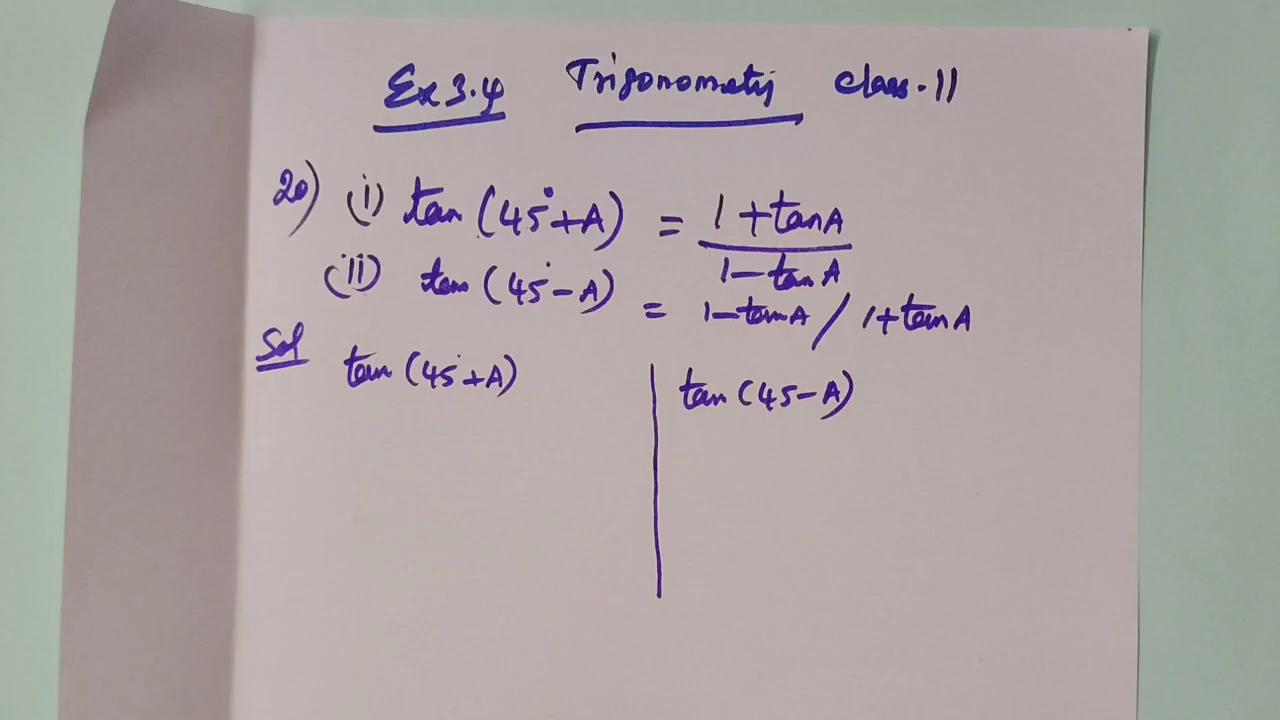 Ex 3.4 Trigonometry class-11
20) (i) tan (45°+A) = 1+tanA / 1-tanA
(ii) tan (45°-A) = 1-tanA / 1+tanA
Sol
tan (45°+A)
tan (45-A)